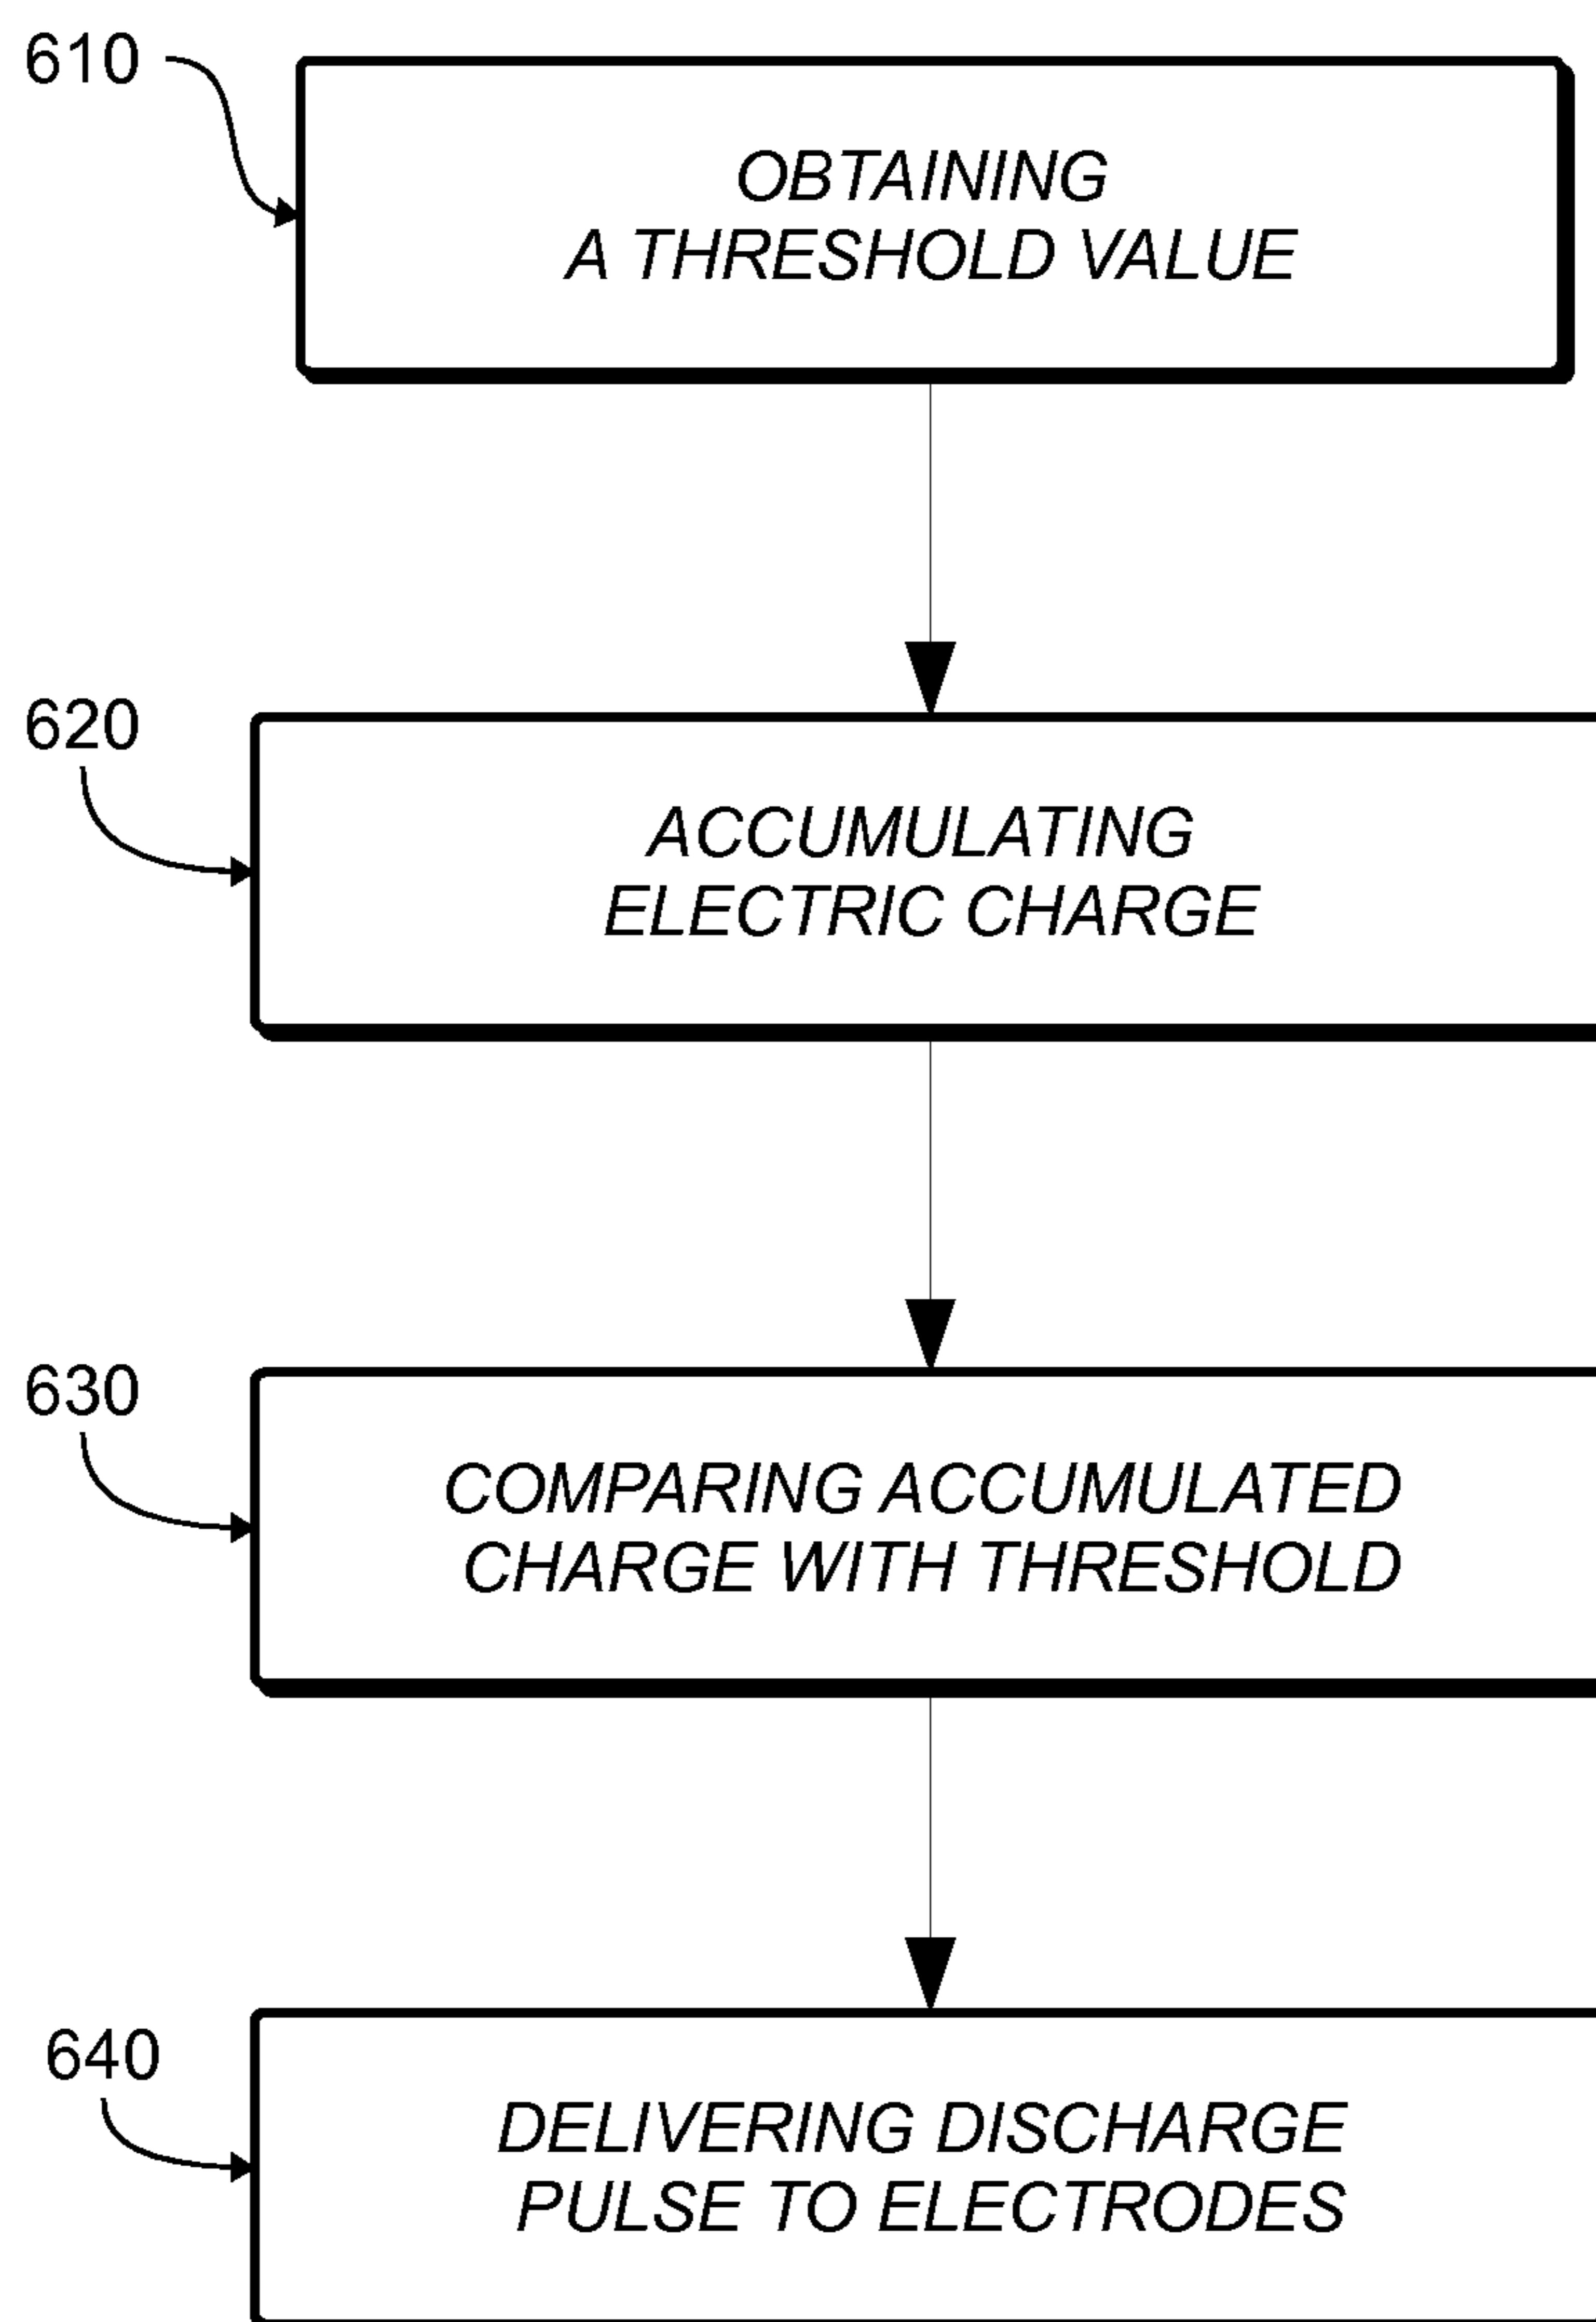 610
OBTAINING
A THRESHOLD VALUE
620
ACCUMULATING
ELECTRIC CHARGE
630
COMPARING ACCUMULATED
CHARGE WITH THRESHOLD
640
DELIVERING DISCHARGE
PULSE TO ELECTRODES